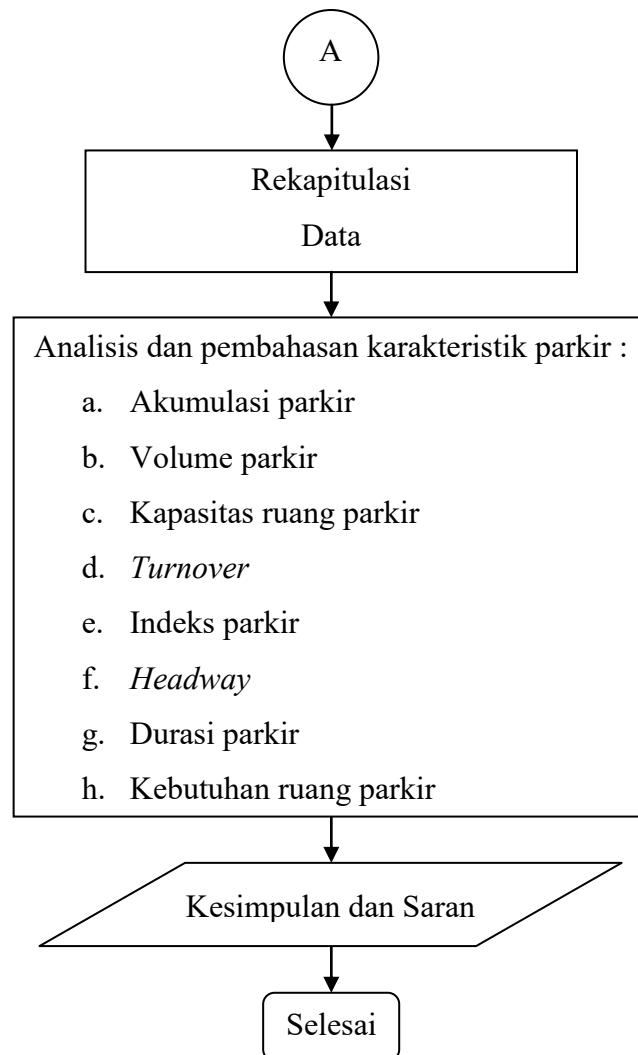 A
Rekapitulasi
Data
Analisis dan pembahasan karakteristik parkir :
a. Akumulasi parkir
b. Volume parkir
c. Kapasitas ruang parkir
d. Turnover
e. Indeks parkir
f. Headway
g. Durasi parkir
h. Kebutuhan ruang parkir
Kesimpulan dan Saran
Selesai